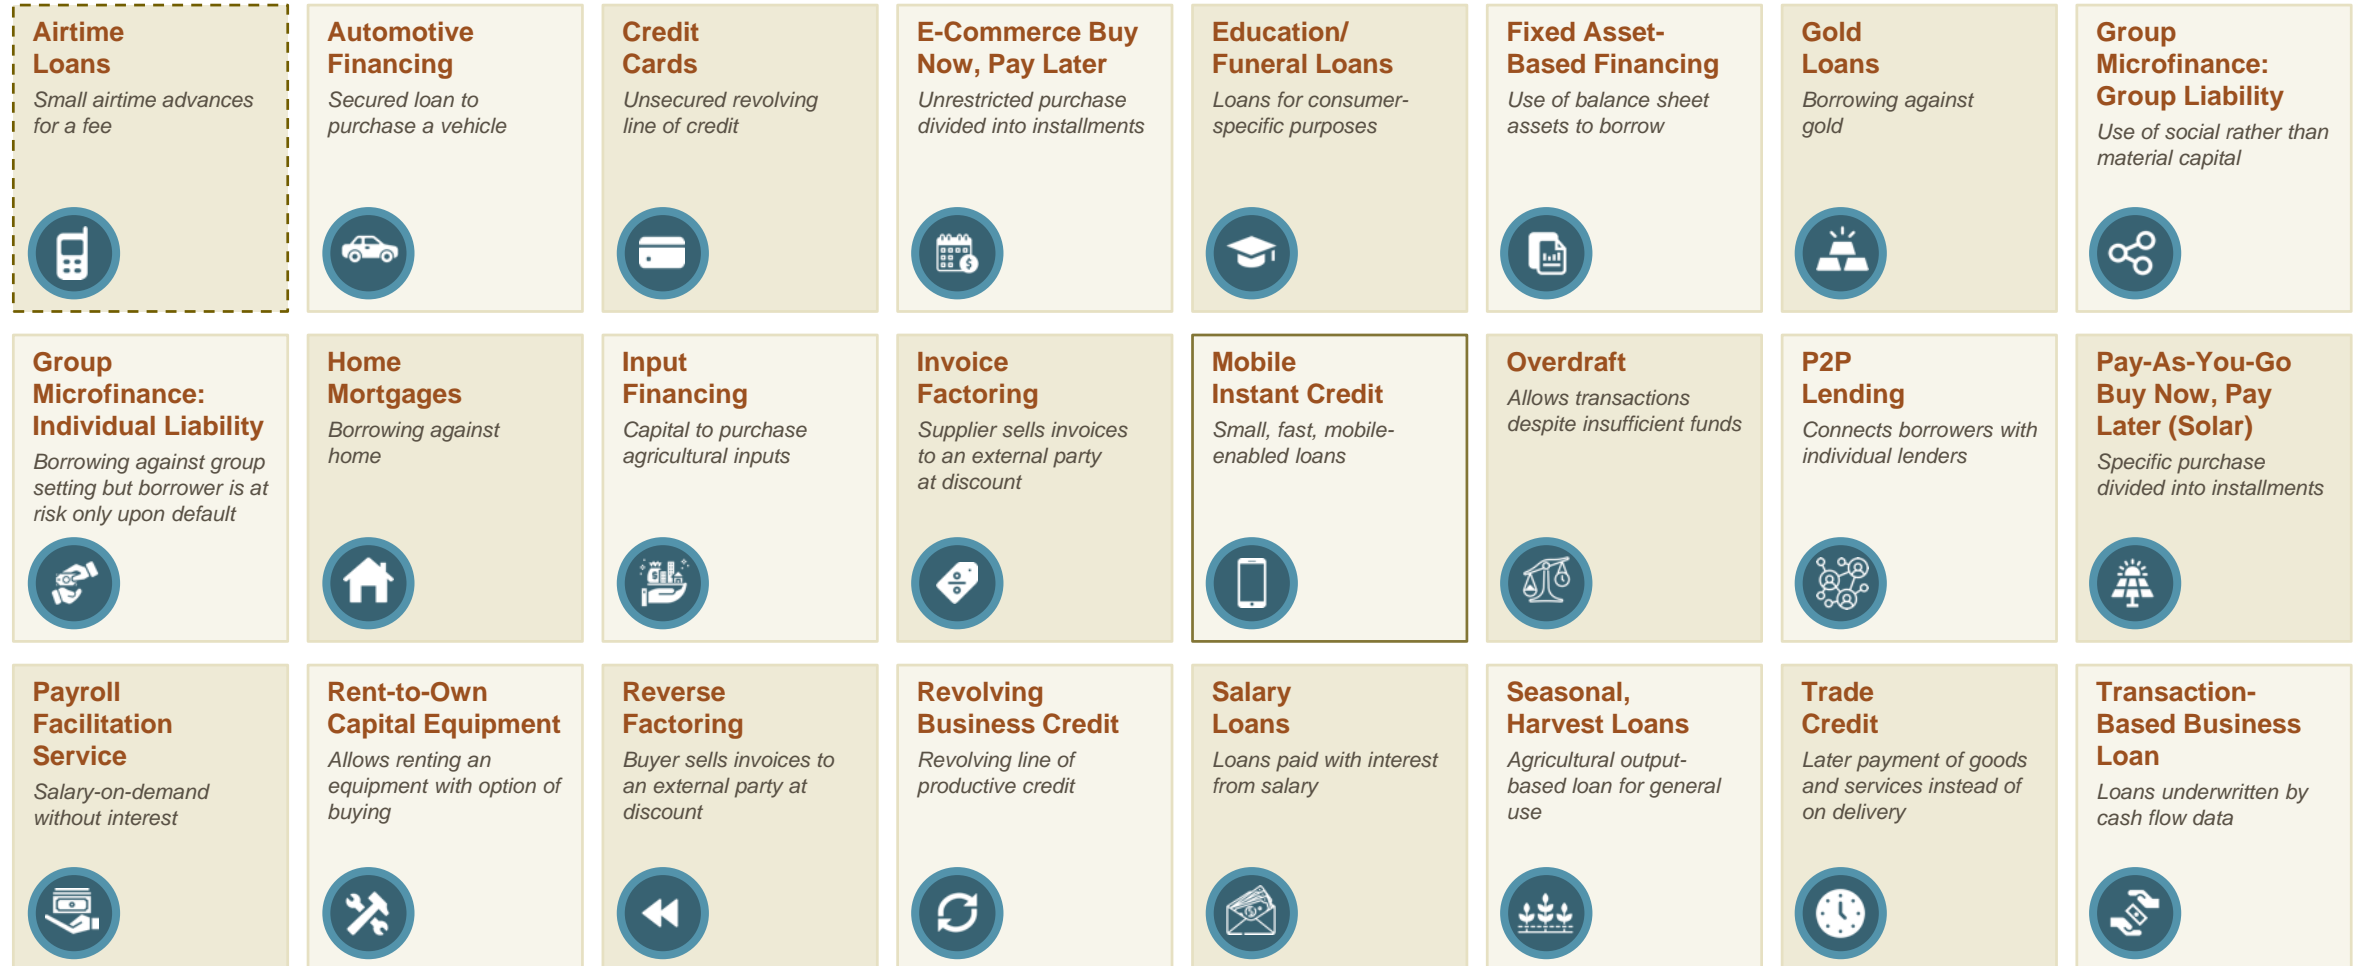 Airtime
Loans
Small airtime advances
for a fee
Automotive
Financing
Secured loan to
purchase a vehicle
Credit
Cards
Unsecured revolving
line of credit
E-Commerce Buy
Now, Pay Later
Unrestricted purchase
divided into installments
Education/
Funeral Loans
Loans for consumer-
specific purposes
Fixed Asset-
Based Financing
Use of balance sheet
assets to borrow
Gold
Loans
Borrowing against
gold
Group
Microfinance:
Group Liability
Use of social rather than
material capital
Group
Microfinance:
Individual Liability
Borrowing against group
setting but borrower is at
risk only upon default
Home
Mortgages
Borrowing against
home
Input
Financing
Capital to purchase
agricultural inputs
Invoice
Factoring
Supplier sells invoices
to an external party
at discount
Mobile
Instant Credit
Small, fast, mobile-
enabled loans
Overdraft
Allows transactions
despite insufficient funds
P2P
Lending
Connects borrowers with
individual lenders
Pay-As-You-Go
Buy Now, Pay
Later (Solar)
Specific purchase
divided into installments
Payroll
Facilitation
Service
Salary-on-demand
without interest
Rent-to-Own
Capital Equipment
Allows renting an
equipment with option of
buying
Reverse
Factoring
Buyer sells invoices to
an external party at
discount
Revolving
Business Credit
Revolving line of
productive credit
Salary
Loans
Loans paid with interest
from salary
Seasonal,
Harvest Loans
Agricultural output-
based loan for general
use
Trade
Credit
Later payment of goods
and services instead of
on delivery
Transaction-
Based Business
Loan
Loans underwritten by
cash flow data